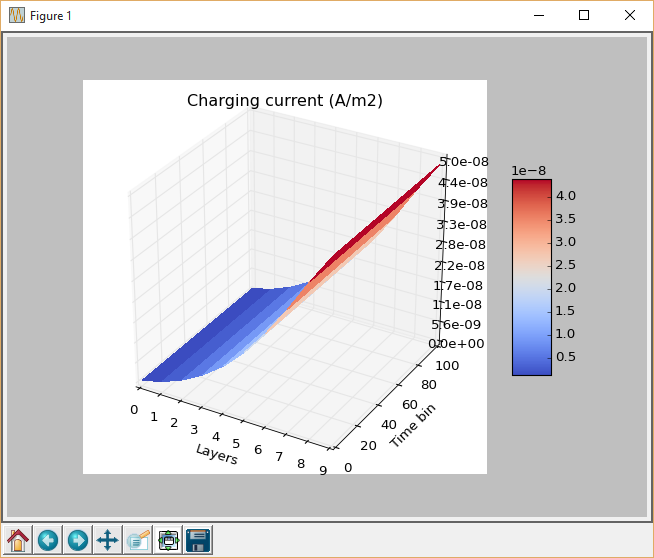 Figure 1
Charging current (A/m2)
5.0e-08
4.4e-08
3.9e-08
3.3e-08
2.8e-08
2.2e-08
1.7e-08
1.1e-08
5.6e-09
0.0e+00
1e−8
4.0
3.5
3.0
2.5
2.0
1.5
1.0
0.5
0 1 2 3 4 5 6 7 8 9
Layers
0 20 40 60 80 100
Time bin